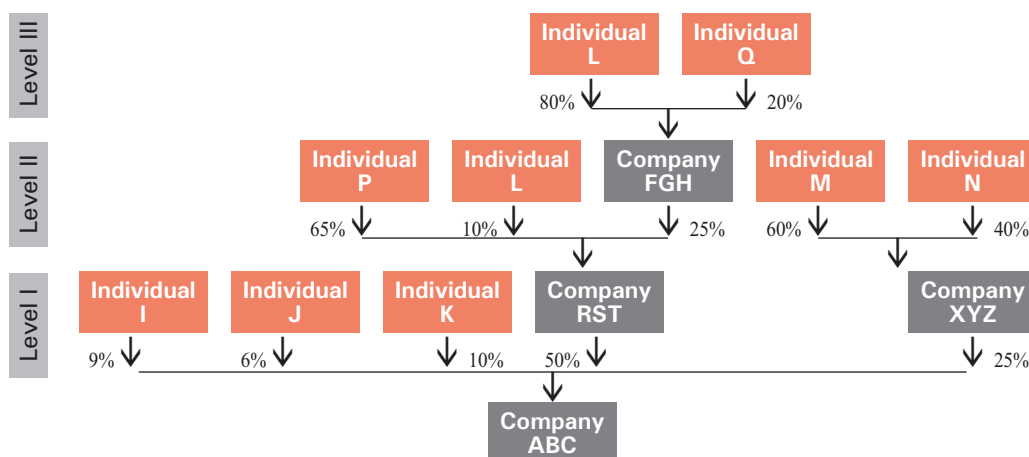 Level III
Individual
L
Individual
Q
80%
20%
Level II
Individual
P
Individual
L
Company
FGH
Individual
M
Individual
N
65%
10%
25%
60%
40%
Level I
Individual
I
Individual
J
Individual
K
Company
RST
Company
XYZ
9%
6%
10%
50%
25%
Company
ABC